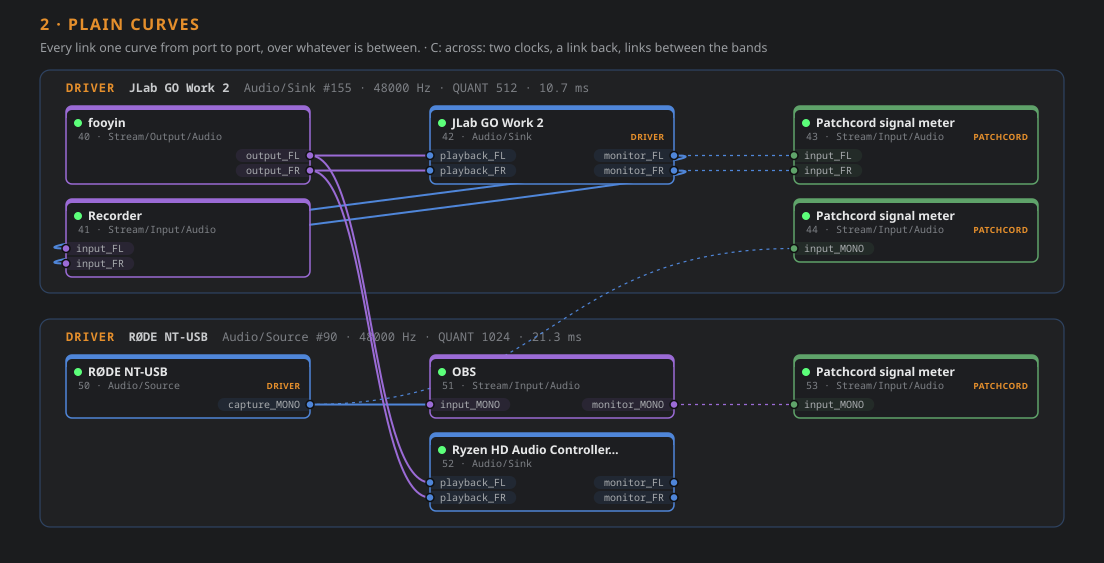 2 · PLAIN CURVES
Every link one curve from port to port, over whatever is between. · C: across: two clocks, a link back, links between the bands
DRIVER JLab GO Work 2 Audio/Sink #155 · 48000 Hz · QUANT 512 · 10.7 ms
fooyin
40 · Stream/Output/Audio
output_FL
output_FR
JLab GO Work 2
42 · Audio/Sink DRIVER
playback_FL monitor_FL
playback_FR monitor_FR
Patchcord signal meter
43 · Stream/Input/Audio PATCHCORD
input_FL
input_FR
Recorder
41 · Stream/Input/Audio
input_FL
input_FR
Patchcord signal meter
44 · Stream/Input/Audio PATCHCORD
input_MONO
DRIVER RØDE NT-USB Audio/Source #90 · 48000 Hz · QUANT 1024 · 21.3 ms
RØDE NT-USB
50 · Audio/Source DRIVER
capture_MONO
OBS
51 · Stream/Input/Audio
input_MONO monitor_MONO
Patchcord signal meter
53 · Stream/Input/Audio PATCHCORD
input_MONO
Ryzen HD Audio Controller…
52 · Audio/Sink
playback_FL monitor_FL
playback_FR monitor_FR